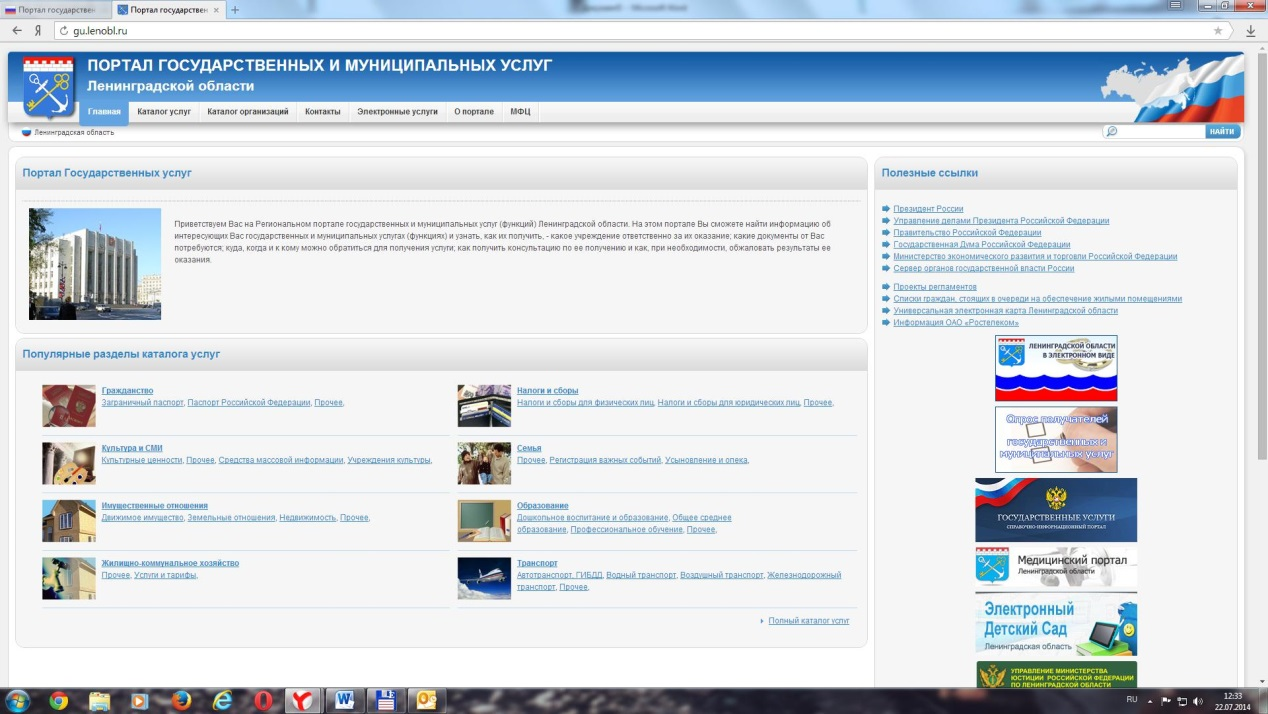 Портал государствен
Портал государствен
Я
gu.lenobl.ru
ПОРТАЛ ГОСУДАРСТВЕННЫХ И МУНИЦИПАЛЬНЫХ УСЛУГ
Ленинградской области
Главная Каталог услуг Каталог организаций Контакты Электронные услуги О портале МФЦ
Ленинградская область
НАЙТИ
Портал Государственных услуг
Приветствуем Вас на Региональном портале государственных и муниципальных услуг (функций) Ленинградской области. На этом портале Вы сможете найти информацию об
интересующих Вас государственных и муниципальных услугах (функциях) и узнать, как их получить, - какое учреждение ответственно за их оказание; какие документы от Вас
потребуются; куда, когда и к кому можно обратиться для получения услуги; как получить консультацию по ее получению и как, при необходимости, обжаловать результаты ее
оказания.
Популярные разделы каталога услуг
Гражданство
Заграничный паспорт, Паспорт Российской Федерации, Прочее,
Налоги и сборы
Налоги и сборы для физических лиц, Налоги и сборы для юридических лиц, Прочее,
Культура и СМИ
Культурные ценности, Прочее, Средства массовой информации, Учреждения культуры,
Семья
Прочее, Регистрация важных событий, Усыновление и опека,
Имущественные отношения
Движимое имущество, Земельные отношения, Недвижимость, Прочее,
Образование
Дошкольное воспитание и образование, Общее среднее
образование, Профессиональное обучение, Прочее,
Жилищно-коммунальное хозяйство
Прочее, Услуги и тарифы,
Транспорт
Автотранспорт, ГИБДД, Водный транспорт, Воздушный транспорт, Железнодорожный
транспорт, Прочее,
Полный каталог услуг
Полезные ссылки
Президент России
Управление делами Президента Российской Федерации
Правительство Российской Федерации
Государственная Дума Российской Федерации
Министерство экономического развития и торговли Российской Федерации
Сервер органов государственной власти России
Проекты регламентов
Списки граждан, стоящих в очереди на обеспечение жилыми помещениями
Универсальная электронная карта Ленинградской области
Информация ОАО «Ростелеком»
ЛЕНИНГРАДСКОЙ ОБЛАСТИ
В ЭЛЕКТРОННОМ ВИДЕ
Опрос получателей
государственных и
муниципальных услуг
ГОСУДАРСТВЕННЫЕ УСЛУГИ
СПРАВОЧНО-ИНФОРМАЦИОННЫЙ ПОРТАЛ
Медицинский портал
Ленинградской области
Электронный
Детский Сад
Ленинградская область
УПРАВЛЕНИЕ МИНИСТЕРСТВА
ЮСТИЦИИ РОССИЙСКОЙ ФЕДЕРАЦИИ
ПО ЛЕНИНГРАДСКОЙ ОБЛАСТИ
RU
12:33
22.07.2014